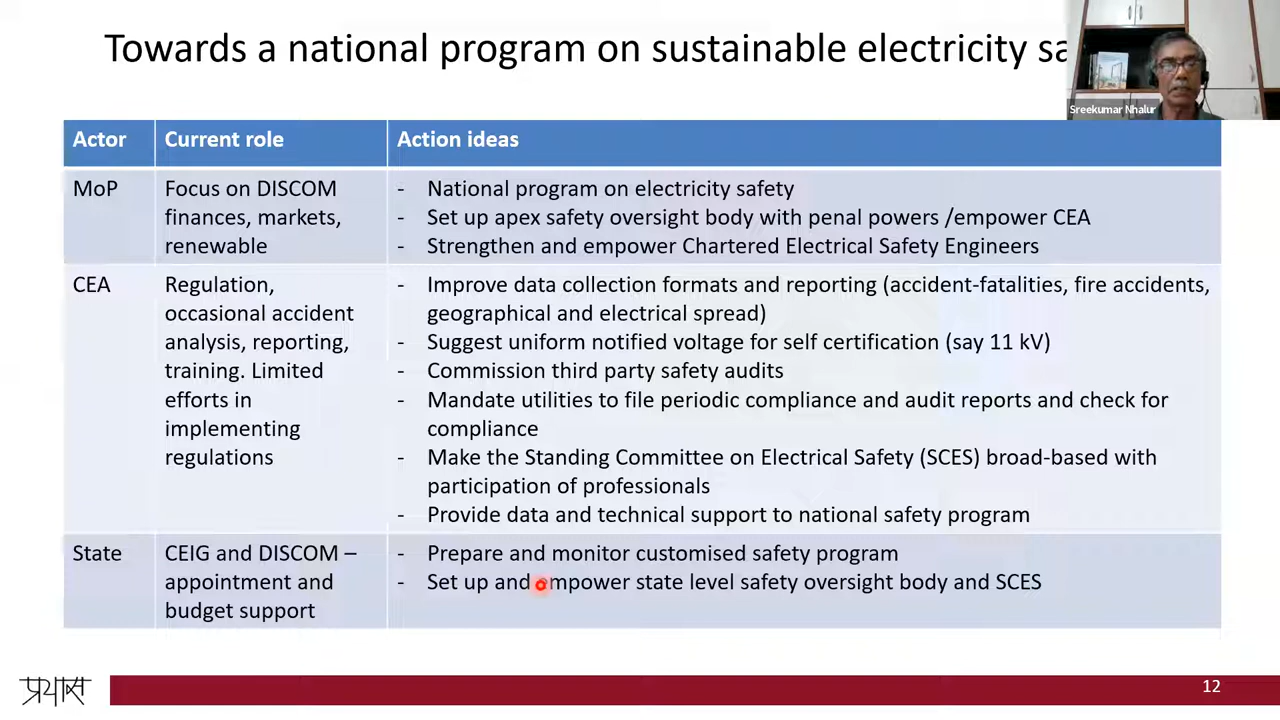 Towards a national program on sustainable electricity sa
Sreekumar Nhalur
Actor
Current role
Action ideas
MoP
Focus on DISCOM
finances, markets,
renewable
- National program on electricity safety
- Set up apex safety oversight body with penal powers /empower CEA
- Strengthen and empower Chartered Electrical Safety Engineers
CEA
Regulation,
occasional accident
analysis, reporting,
training. Limited
efforts in
implementing
regulations
- Improve data collection formats and reporting (accident-fatalities, fire accidents,
geographical and electrical spread)
- Suggest uniform notified voltage for self certification (say 11 kV)
- Commission third party safety audits
- Mandate utilities to file periodic compliance and audit reports and check for
compliance
- Make the Standing Committee on Electrical Safety (SCES) broad-based with
participation of professionals
- Provide data and technical support to national safety program
State
CEIG and DISCOM –
appointment and
budget support
- Prepare and monitor customised safety program
- Set up and empower state level safety oversight body and SCES
प्रयास
12